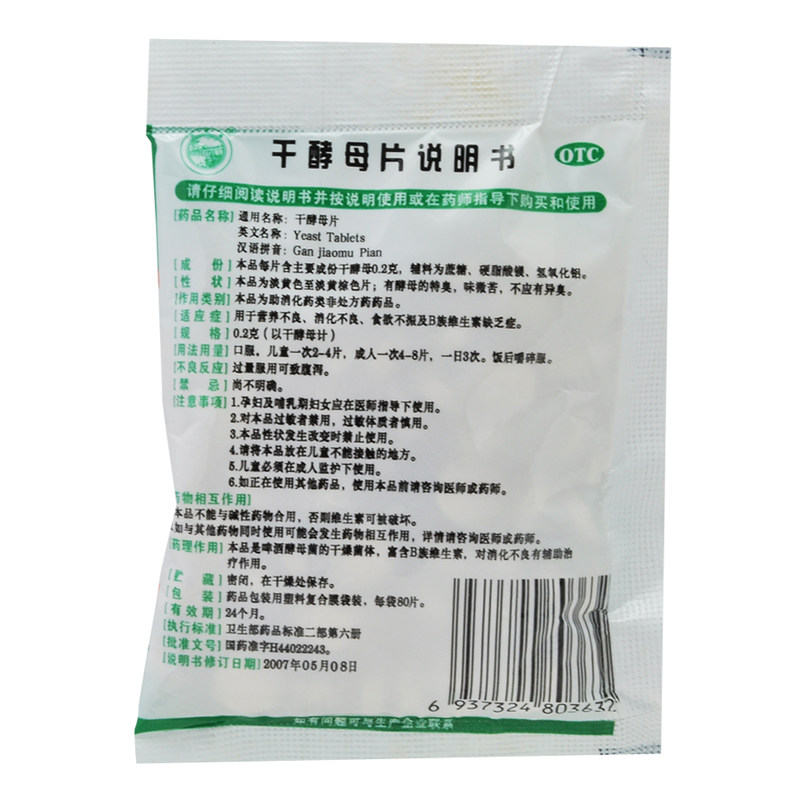 干酵母片说明书
OTC
请仔细阅读说明书并按说明使用或在药师指导下购买和使用
[药品名称] 通用名称：干酵母片
英文名称：Yeast Tablets
汉语拼音：Gan jiaomu Pian
[成 份] 本品每片含主要成份干酵母0.2克，辅料为蔗糖、硬脂酸镁、氢氧化铝。
[性 状] 本品为淡黄色至淡黄棕色片；有酵母的特臭，味微苦，不应有异臭。
[作用类别] 本品为助消化药类非处方药药品。
[适应症] 用于营养不良、消化不良、食欲不振及B族维生素缺乏症。
[规 格] 0.2克（以干酵母计）
[用法用量] 口服，儿童一次2-4片，成人一次4-8片，一日3次。饭后嚼碎服。
[不良反应] 过量服用可致腹泻。
[禁 忌] 尚不明确。
[注意事项] 1.孕妇及哺乳期妇女应在医师指导下使用。
2.对本品过敏者禁用，过敏体质者慎用。
3.本品性状发生改变时禁止使用。
4.请将本品放在儿童不能接触的地方。
5.儿童必须在成人监护下使用。
6.如正在使用其他药品，使用本品前请咨询医师或药师。
药物相互作用]
本品不能与碱性药物合用，否则维生素可被破坏。
.如与其他药物同时使用可能会发生药物相互作用，详情请咨询医师或药师。
药理作用] 本品是啤酒酵母菌的干燥菌体，富含B族维生素，对消化不良有辅助治
疗作用。
[贮 藏] 密闭，在干燥处保存。
[包 装] 药品包装用塑料复合膜袋装，每袋80片。
[有效期] 24个月。
[执行标准] 卫生部药品标准二部第六册
[批准文号] 国药准字H44022243。
[说明书修订日期] 2007年05月08日
6 937324 803637
如有问题可与生产企业联系